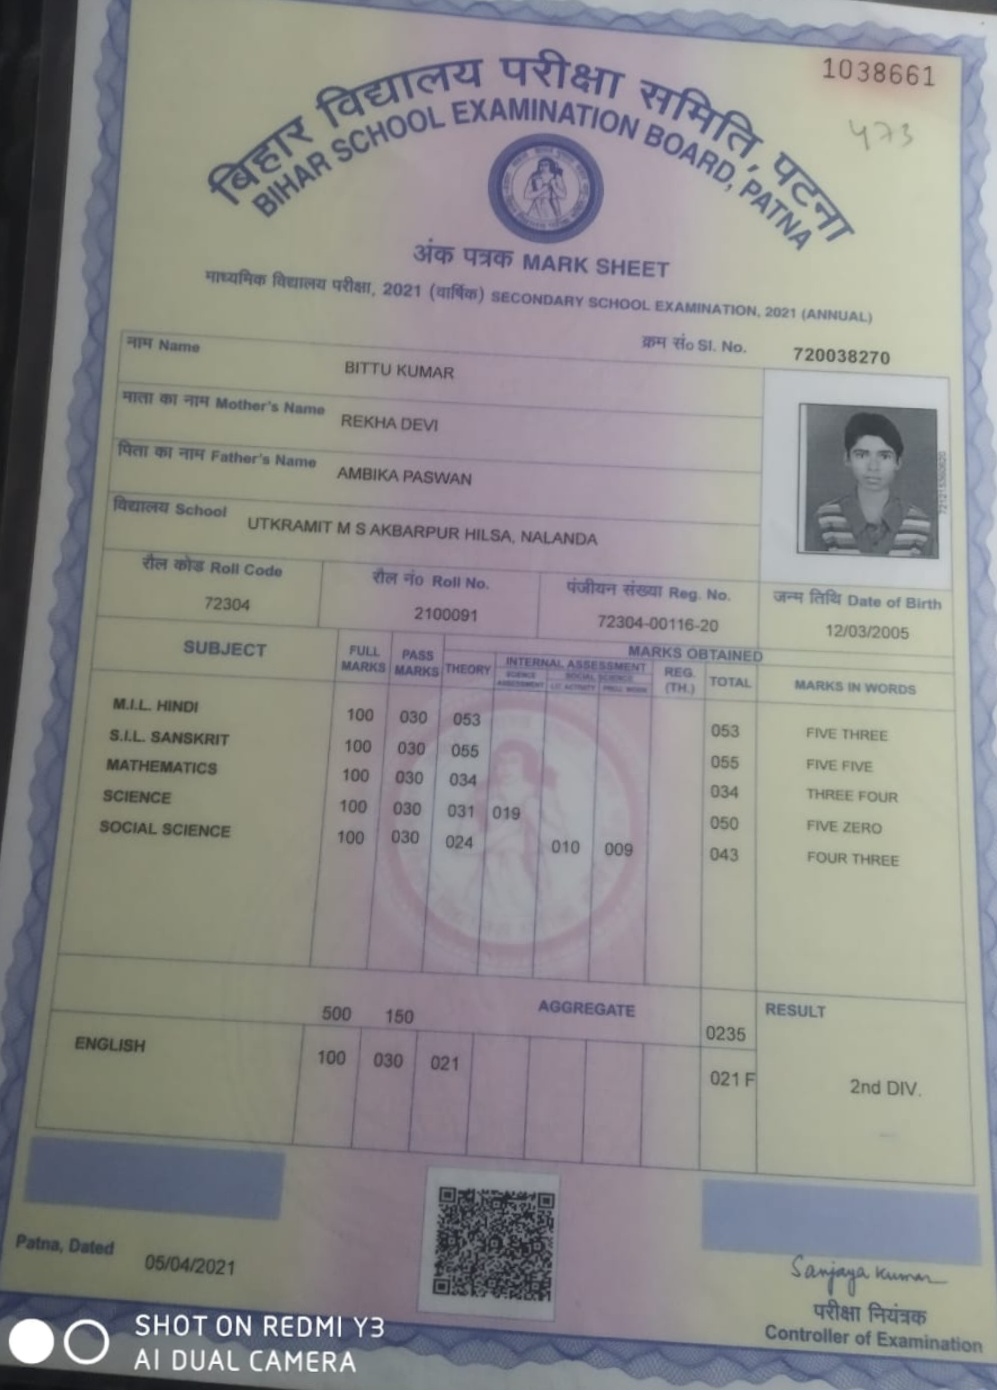 1038661
473
बिहार विद्यालय परीक्षा समिति, पटना
BIHAR SCHOOL EXAMINATION BOARD, PATNA
अंक पत्रक MARK SHEET
माध्यमिक विद्यालय परीक्षा, 2021 (वार्षिक) SECONDARY SCHOOL EXAMINATION, 2021 (ANNUAL)
क्रम सं० Sl. No. 720038270
नाम Name BITTU KUMAR
माता का नाम Mother's Name REKHA DEVI
पिता का नाम Father's Name AMBIKA PASWAN
विद्यालय School UTKRAMIT M S AKBARPUR HILSA, NALANDA
रौल कोड Roll Code रौल नं० Roll No. पंजीयन संख्या Reg. No. जन्म तिथि Date of Birth
72304 2100091 72304-00116-20 12/03/2005
SUBJECT FULL MARKS PASS MARKS MARKS OBTAINED
THEORY INTERNAL ASSESSMENT REG. (TH.) TOTAL MARKS IN WORDS
SCIENCE ASSESSMENT SOCIAL SCIENCE
M.I.L. HINDI 100 030 053 053 FIVE THREE
S.I.L. SANSKRIT 100 030 055 055 FIVE FIVE
MATHEMATICS 100 030 034 034 THREE FOUR
SCIENCE 100 030 031 019 050 FIVE ZERO
SOCIAL SCIENCE 100 030 024 010 009 043 FOUR THREE
500 150 AGGREGATE 0235 RESULT
ENGLISH 100 030 021 021 F 2nd DIV.
Patna, Dated 05/04/2021
Sanjaya Kumar
परीक्षा नियंत्रक
Controller of Examination
SHOT ON REDMI Y3
AI DUAL CAMERA